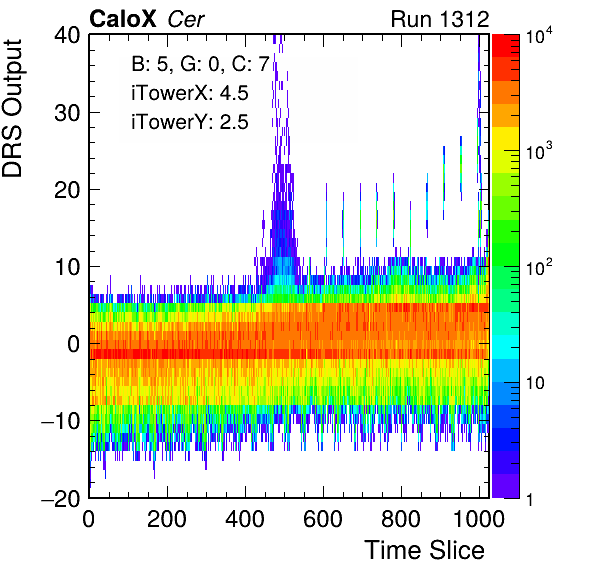 CaloX Cer Run 1312
B: 5, G: 0, C: 7
iTowerX: 4.5
iTowerY: 2.5
DRS Output
40
30
20
10
0
−10
−20
0 200 400 600 800 1000
Time Slice
10^4
10^3
10^2
10
1